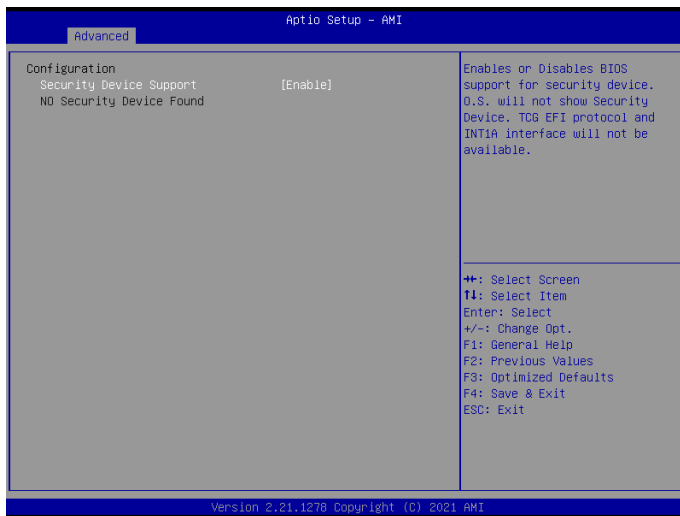 Aptio Setup – AMI
Advanced
Configuration
Security Device Support [Enable]
NO Security Device Found
Enables or Disables BIOS
support for security device.
O.S. will not show Security
Device. TCG EFI protocol and
INT1A interface will not be
available.
→←: Select Screen
↑↓: Select Item
Enter: Select
+/-: Change Opt.
F1: General Help
F2: Previous Values
F3: Optimized Defaults
F4: Save & Exit
ESC: Exit
Version 2.21.1278 Copyright (C) 2021 AMI